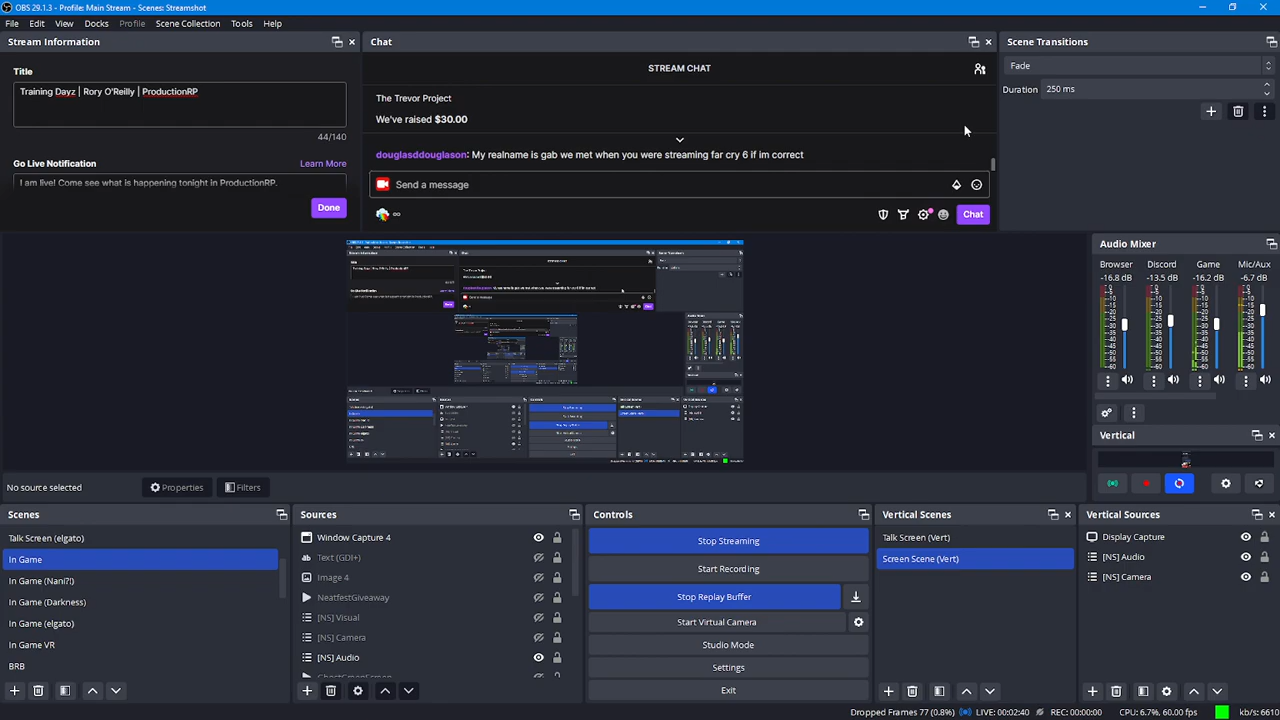 OBS 29.1.3 - Profile: Main Stream - Scenes: Streamshot
File Edit View Docks Profile Scene Collection Tools Help
Stream Information
Title
Training Dayz | Rory O'Reilly | ProductionRP
44/140
Go Live Notification Learn More
I am live! Come see what is happening tonight in ProductionRP.
Done
Chat
STREAM CHAT
The Trevor Project
We've raised $30.00
douglasddouglason: My realname is gab we met when you were streaming far cry 6 if im correct
Send a message
Chat
Scene Transitions
Fade
Duration 250 ms
Audio Mixer
Browser Discord Game Mic/Aux
-16.8 dB -13.5 dB -16.2 dB -6.7 dB
Vertical
No source selected Properties Filters
Scenes
Talk Screen (elgato)
In Game
In Game (Nani?!)
In Game (Darkness)
In Game (elgato)
In Game VR
BRB
Sources
Window Capture 4
Text (GDI+)
Image 4
NeatfestGiveaway
[NS] Visual
[NS] Camera
[NS] Audio
GhostGreenScreen
Controls
Stop Streaming
Start Recording
Stop Replay Buffer
Start Virtual Camera
Studio Mode
Settings
Exit
Vertical Scenes
Talk Screen (Vert)
Screen Scene (Vert)
Vertical Sources
Display Capture
[NS] Audio
[NS] Camera
Dropped Frames 77 (0.8%) LIVE: 00:02:40 REC: 00:00:00 CPU: 6.7%, 60.00 fps kb/s: 6610